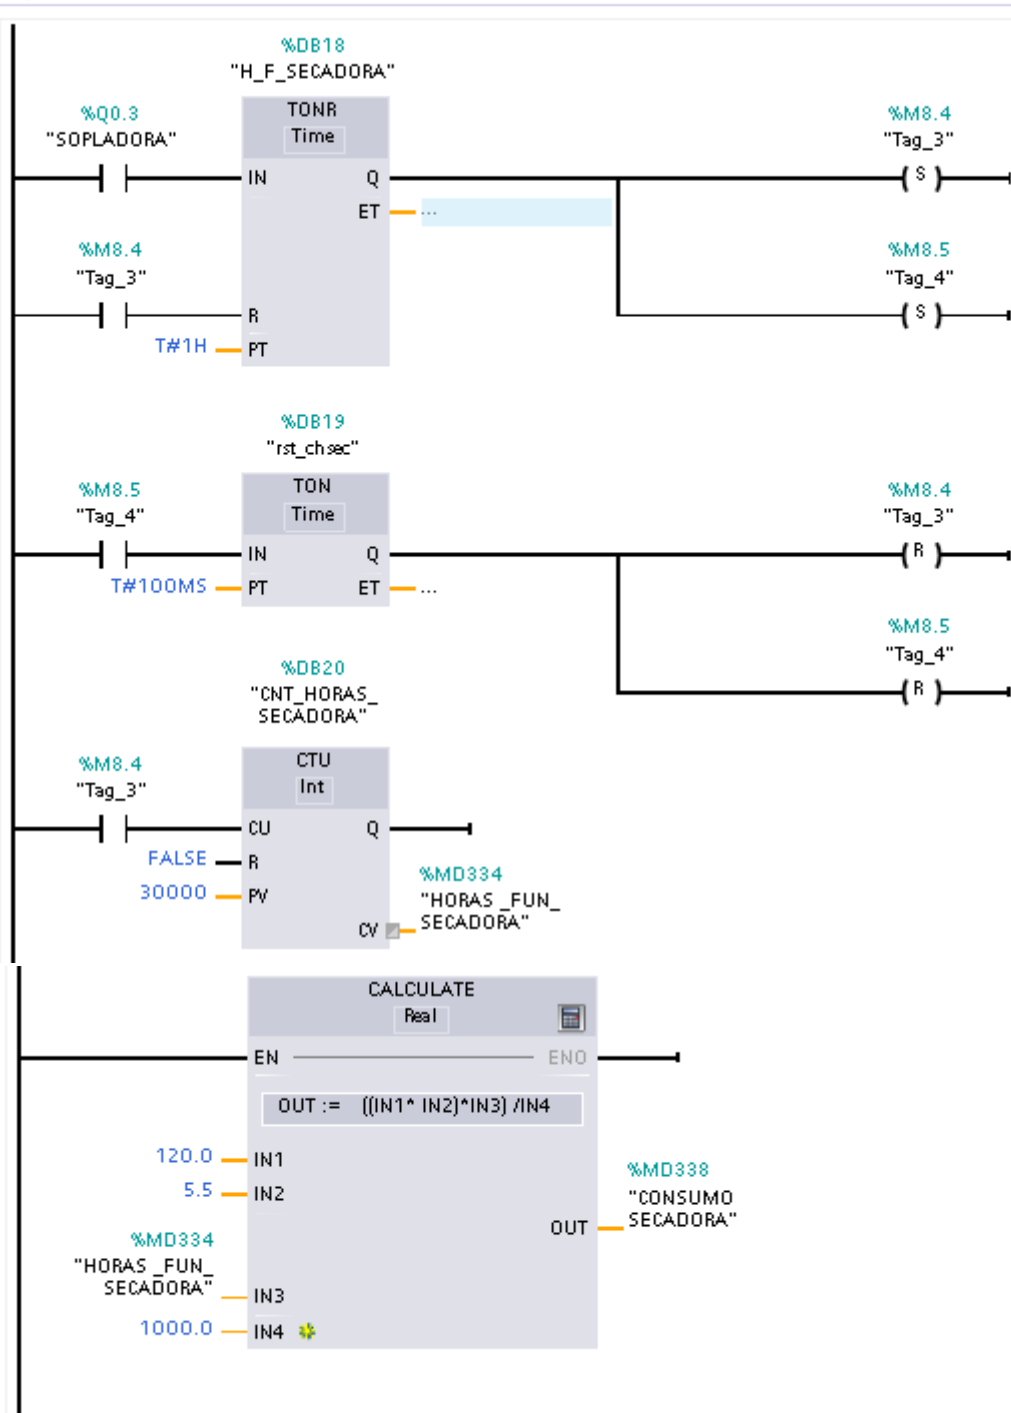 %DB18
"H_F_SECADORA"
%Q0.3
"SOPLADORA"
TONR
Time
%M8.4
"Tag_3"
IN
Q
S
ET
...
%M8.4
"Tag_3"
%M8.5
"Tag_4"
R
S
T#1H
PT
%DB19
"rst_chsec"
%M8.5
"Tag_4"
TON
Time
%M8.4
"Tag_3"
IN
Q
R
T#100MS
PT
ET
...
%M8.5
"Tag_4"
R
%DB20
"CNT_HORAS_
SECADORA"
%M8.4
"Tag_3"
CTU
Int
CU
Q
FALSE
R
30000
PV
%MD334
"HORAS _FUN_
SECADORA"
CV
CALCULATE
Real
EN
ENO
OUT := ((IN1* IN2)*IN3) /IN4
120.0
IN1
5.5
IN2
%MD338
"CONSUMO
SECADORA"
OUT
%MD334
"HORAS _FUN_
SECADORA"
IN3
1000.0
IN4